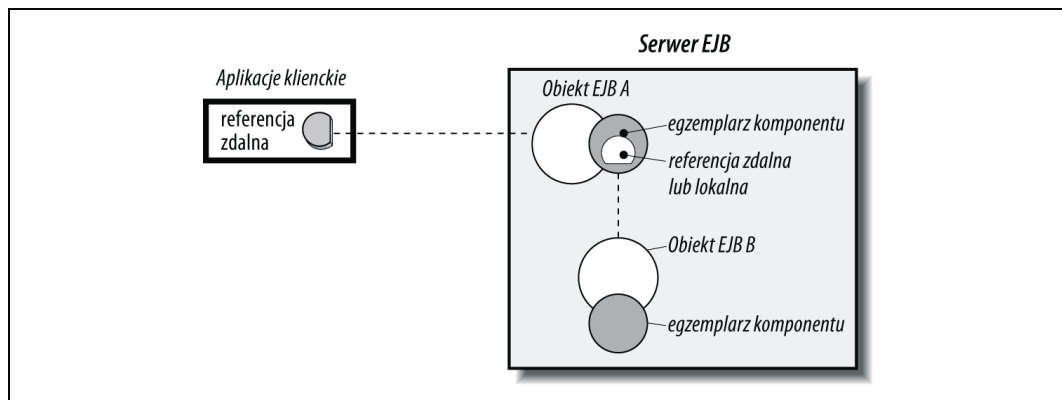 Serwer EJB
Aplikacje klienckie
referencja
zdalna
Obiekt EJB A
egzemplarz komponentu
referencja zdalna
lub lokalna
Obiekt EJB B
egzemplarz komponentu